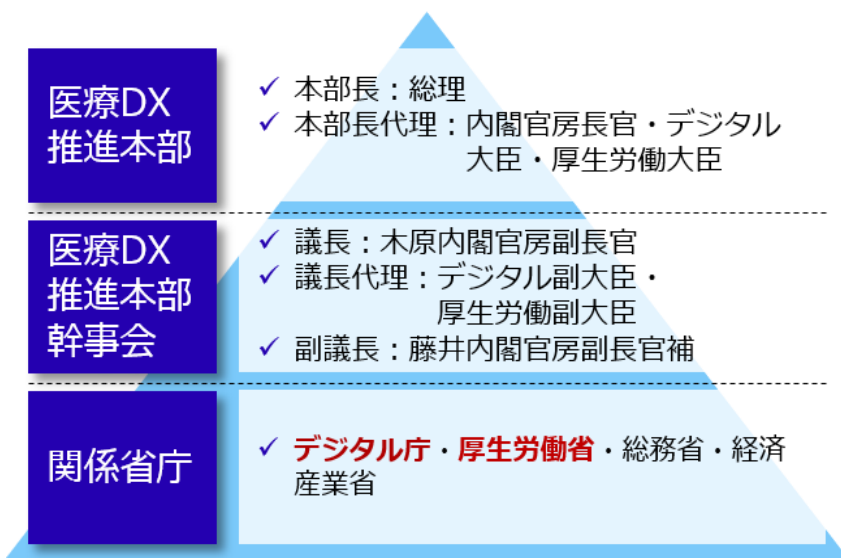 医療DX
推進本部
✓ 本部長：総理
✓ 本部長代理：内閣官房長官・デジタル
大臣・厚生労働大臣
医療DX
推進本部
幹事会
✓ 議長：木原内閣官房副長官
✓ 議長代理：デジタル副大臣・
厚生労働副大臣
✓ 副議長：藤井内閣官房副長官補
関係省庁
✓ デジタル庁・厚生労働省・総務省・経済
産業省